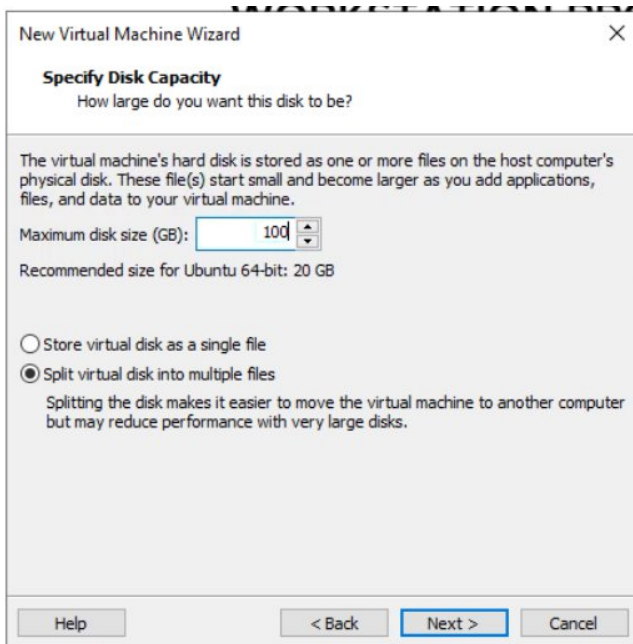 New Virtual Machine Wizard
Specify Disk Capacity
How large do you want this disk to be?
The virtual machine's hard disk is stored as one or more files on the host computer's
physical disk. These file(s) start small and become larger as you add applications,
files, and data to your virtual machine.
Maximum disk size (GB): 100
Recommended size for Ubuntu 64-bit: 20 GB
Store virtual disk as a single file
Split virtual disk into multiple files
Splitting the disk makes it easier to move the virtual machine to another computer
but may reduce performance with very large disks.
Help < Back Next > Cancel